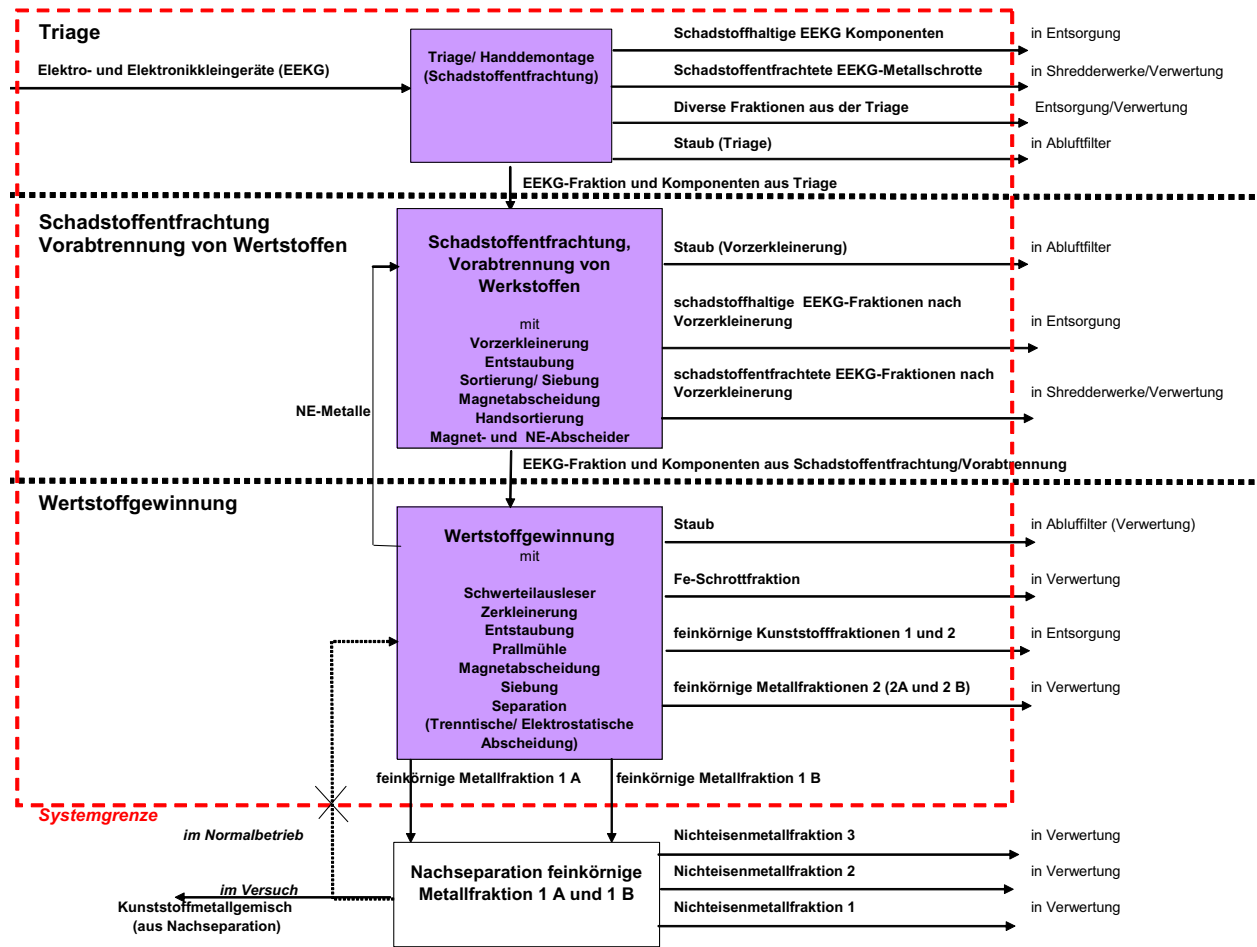 Triage
Elektro- und Elektronikkleingeräte (EEKG)
Triage/ Handdemontage
(Schadstoffentfrachtung)
Schadstoffhaltige EEKG Komponenten
in Entsorgung
Schadstoffentfrachtete EEKG-Metallschrotte
in Shredderwerke/Verwertung
Diverse Fraktionen aus der Triage
Entsorgung/Verwertung
Staub (Triage)
in Abluftfilter
EEKG-Fraktion und Komponenten aus Triage
Schadstoffentfrachtung
Vorabtrennung von Wertstoffen
Schadstoffentfrachtung,
Vorabtrennung von
Werkstoffen
mit
Vorzerkleinerung
Entstaubung
Sortierung/ Siebung
Magnetabscheidung
Handsortierung
Magnet- und NE-Abscheider
Staub (Vorzerkleinerung)
in Abluftfilter
schadstoffhaltige EEKG-Fraktionen nach
Vorzerkleinerung
in Entsorgung
schadstoffentfrachtete EEKG-Fraktionen nach
Vorzerkleinerung
in Shredderwerke/Verwertung
NE-Metalle
EEKG-Fraktion und Komponenten aus Schadstoffentfrachtung/Vorabtrennung
Wertstoffgewinnung
Wertstoffgewinnung
mit
Schwerteilausleser
Zerkleinerung
Entstaubung
Prallmühle
Magnetabscheidung
Siebung
Separation
(Trenntische/ Elektrostatische
Abscheidung)
Staub
in Abluffilter (Verwertung)
Fe-Schrottfraktion
in Verwertung
feinkörnige Kunststofffraktionen 1 und 2
in Entsorgung
feinkörnige Metallfraktionen 2 (2A und 2 B)
in Verwertung
feinkörnige Metallfraktion 1 A
feinkörnige Metallfraktion 1 B
Systemgrenze
im Normalbetrieb
im Versuch
Kunststoffmetallgemisch
(aus Nachseparation)
Nachseparation feinkörnige
Metallfraktion 1 A und 1 B
Nichteisenmetallfraktion 3
in Verwertung
Nichteisenmetallfraktion 2
in Verwertung
Nichteisenmetallfraktion 1
in Verwertung